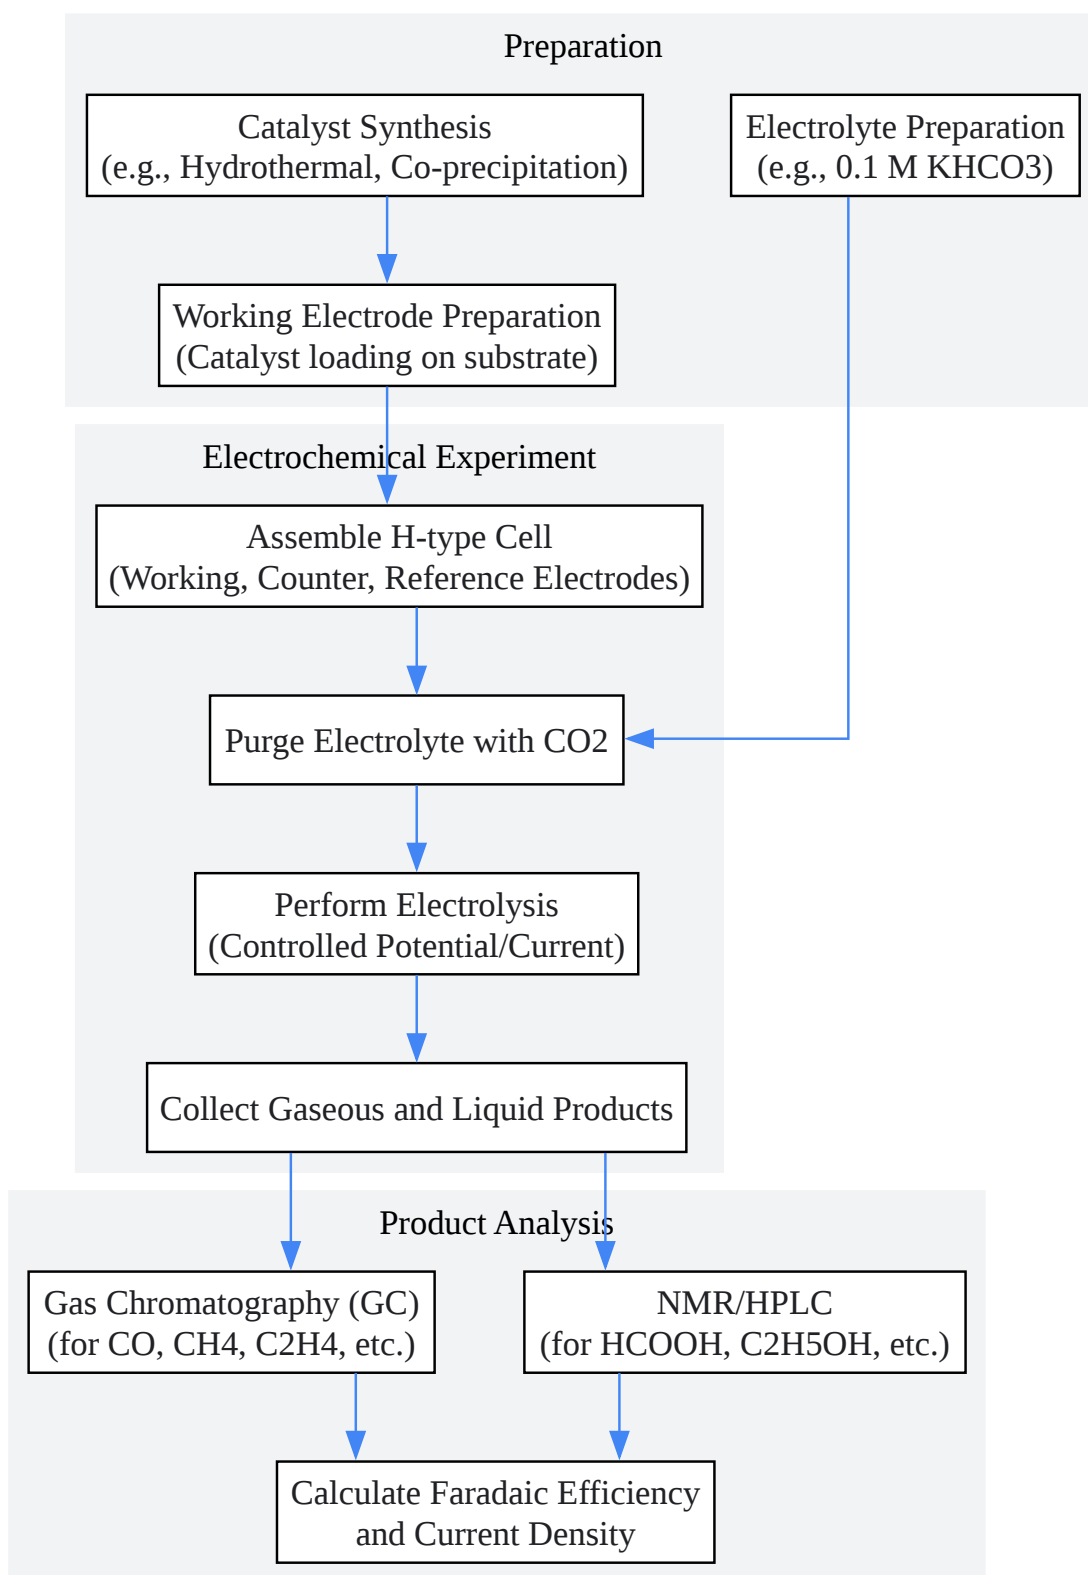 Preparation
Catalyst Synthesis
(e.g., Hydrothermal, Co-precipitation)
Electrolyte Preparation
(e.g., 0.1 M KHCO3)
Working Electrode Preparation
(Catalyst loading on substrate)
Electrochemical Experiment
Assemble H-type Cell
(Working, Counter, Reference Electrodes)
Purge Electrolyte with CO2
Perform Electrolysis
(Controlled Potential/Current)
Collect Gaseous and Liquid Products
Product Analysis
Gas Chromatography (GC)
(for CO, CH4, C2H4, etc.)
NMR/HPLC
(for HCOOH, C2H5OH, etc.)
Calculate Faradaic Efficiency
and Current Density